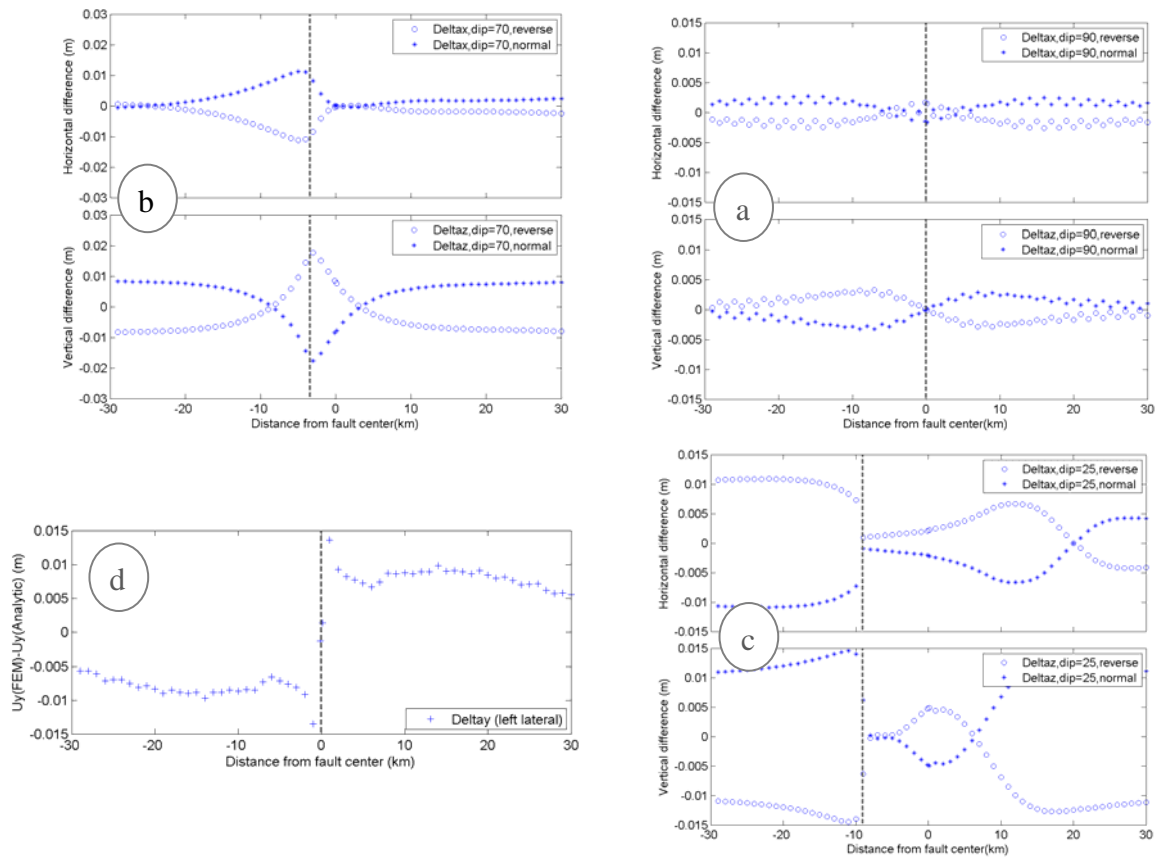 0.03
0.02
0.01
0
-0.01
-0.02
-0.03
Horizontal difference (m)
Deltax,dip=70,reverse
Deltax,dip=70,normal
b
0.03
0.02
0.01
0
-0.01
-0.02
-0.03
Vertical difference (m)
Deltaz,dip=70,reverse
Deltaz,dip=70,normal
-30 -20 -10 0 10 20 30
Distance from fault center(km)
0.015
0.01
0.005
0
-0.005
-0.01
-0.015
Horizontal difference (m)
Deltax,dip=90,reverse
Deltax,dip=90,normal
a
0.015
0.01
0.005
0
-0.005
-0.01
-0.015
Vertical difference (m)
Deltaz,dip=90,reverse
Deltaz,dip=90,normal
-30 -20 -10 0 10 20 30
Distance from fault center(km)
0.015
0.01
0.005
0
-0.005
-0.01
-0.015
Uy(FEM)-Uy(Analytic) (m)
d
Deltay (left lateral)
-30 -20 -10 0 10 20 30
Distance from fault center (km)
0.015
0.01
0.005
0
-0.005
-0.01
-0.015
Horizontal difference (m)
Deltax,dip=25,reverse
Deltax,dip=25,normal
c
0.015
0.01
0.005
0
-0.005
-0.01
-0.015
Vertical difference (m)
Deltaz,dip=25,reverse
Deltaz,dip=25,normal
-30 -20 -10 0 10 20 30
Distance from fault center(km)